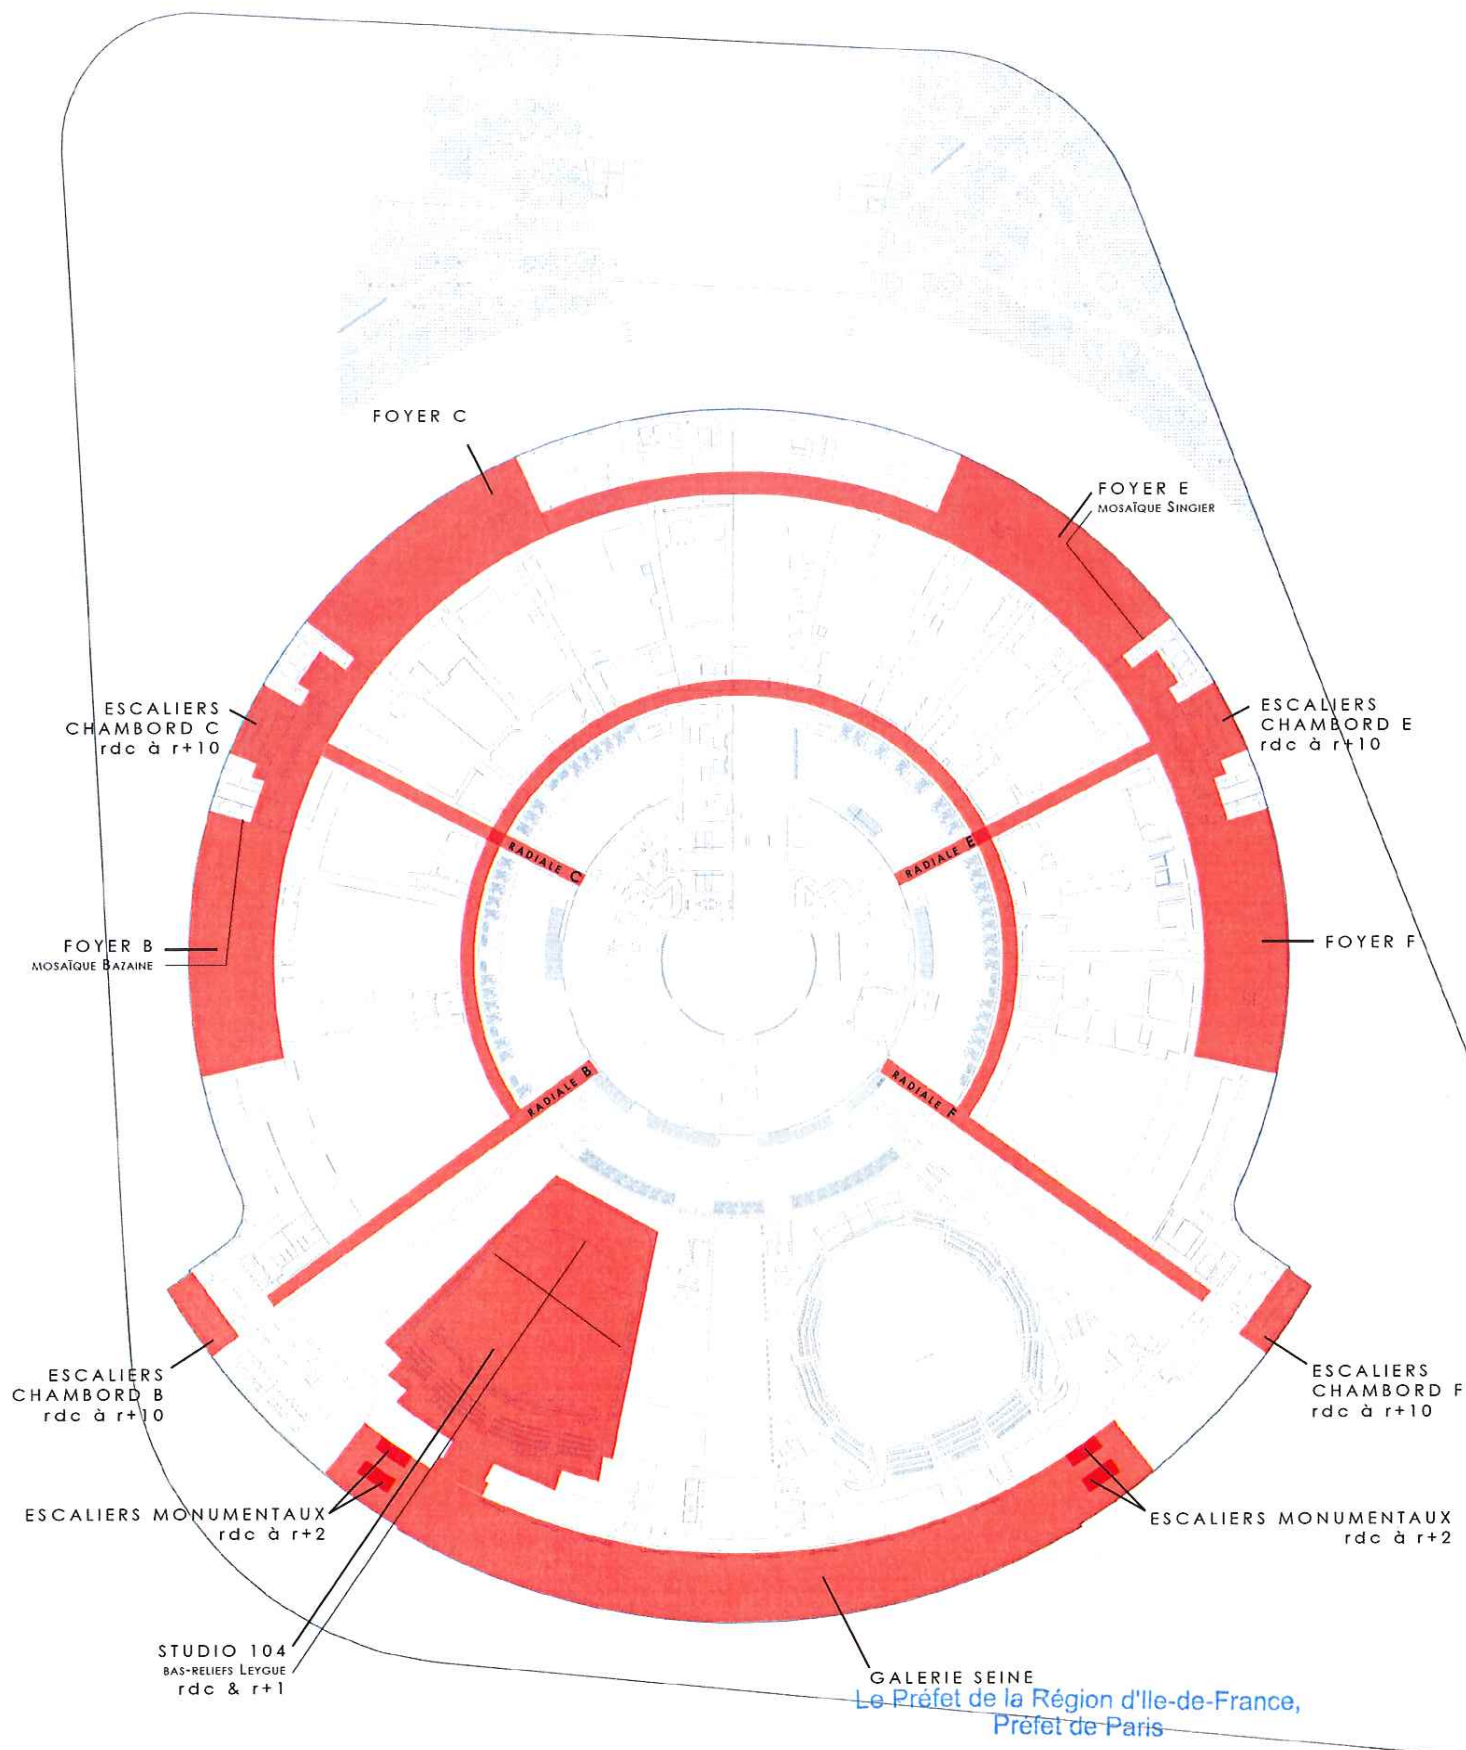 FOYER C
FOYER E
MOSAÏQUE SINGIER
ESCALIERS
CHAMBORD C
rdc à r+10
ESCALIERS
CHAMBORD E
rdc à r+10
RADIALE C
RADIALE E
FOYER B
MOSAÏQUE BAZAINE
FOYER F
RADIALE B
RADIALE F
ESCALIERS
CHAMBORD B
rdc à r+10
ESCALIERS
CHAMBORD F
rdc à r+10
ESCALIERS MONUMENTAUX
rdc à r+2
ESCALIERS MONUMENTAUX
rdc à r+2
STUDIO 104
BAS-RELIEFS LEYGUE
rdc & r+1
GALERIE SEINE
Le Préfet de la Région d'Ile-de-France,
Préfet de Paris